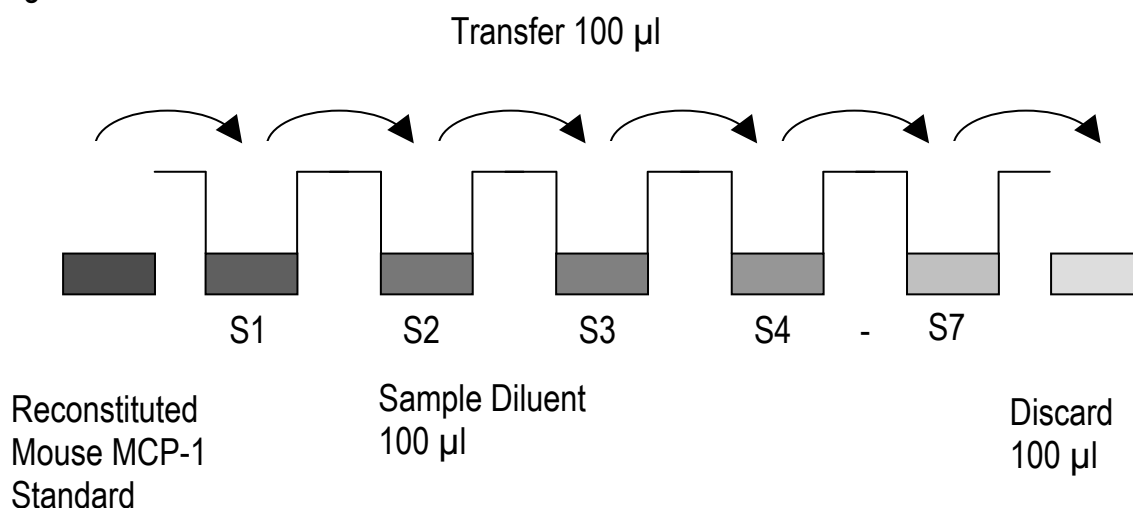 Transfer 100 µl
S1 S2 S3 S4 - S7
Reconstituted
Mouse MCP-1
Standard
Sample Diluent
100 µl
Discard
100 µl